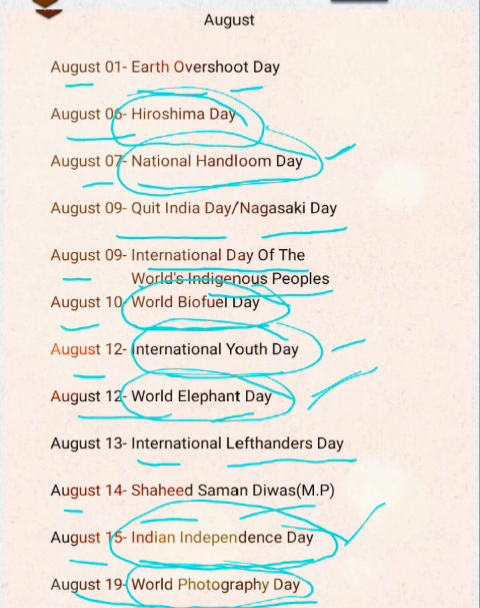 August
August 01- Earth Overshoot Day
August 06- Hiroshima Day
August 07- National Handloom Day
August 09- Quit India Day/Nagasaki Day
August 09- International Day Of The
World's Indigenous Peoples
August 10 World Biofuel Day
August 12- International Youth Day
August 12- World Elephant Day
August 13- International Lefthanders Day
August 14- Shaheed Saman Diwas(M.P)
August 15- Indian Independence Day
August 19- World Photography Day